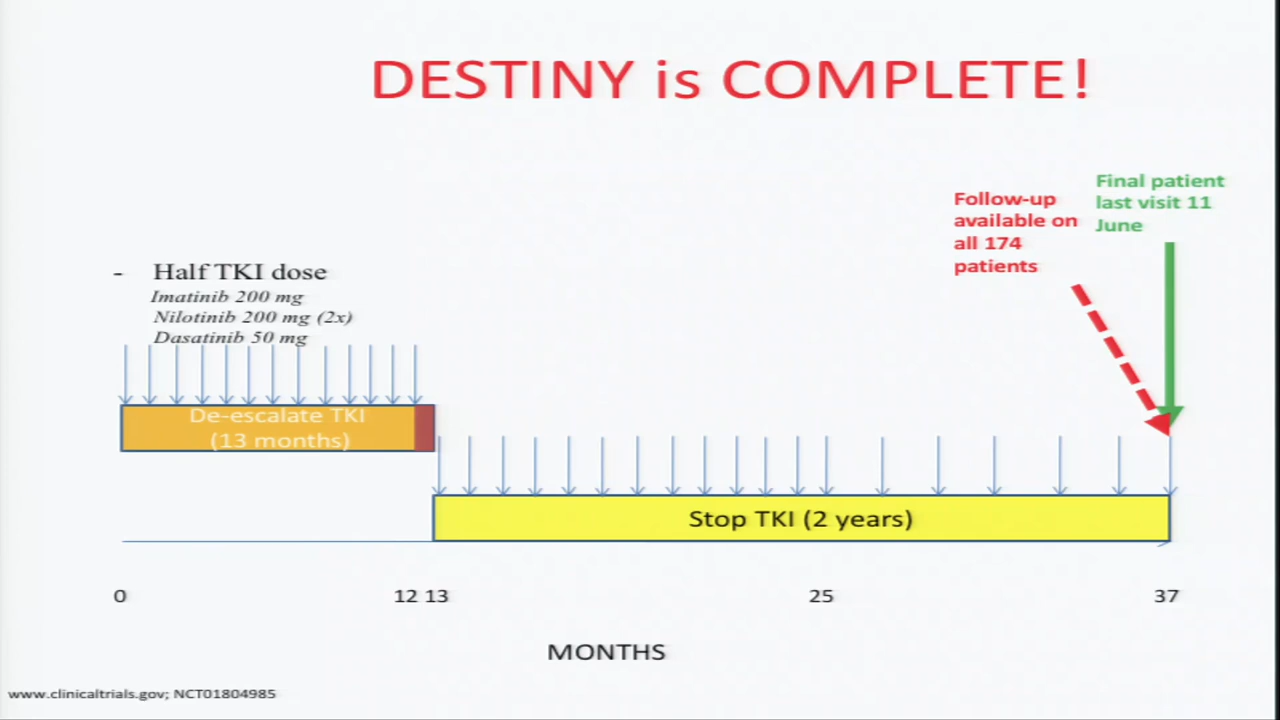 DESTINY is COMPLETE!
Final patient
last visit 11
June
Follow-up
available on
all 174
patients
- Half TKI dose
Imatinib 200 mg
Nilotinib 200 mg (2x)
Dasatinib 50 mg
De-escalate TKI
(13 months)
Stop TKI (2 years)
0 12 13 25 37
MONTHS
www.clinicaltrials.gov; NCT01804985